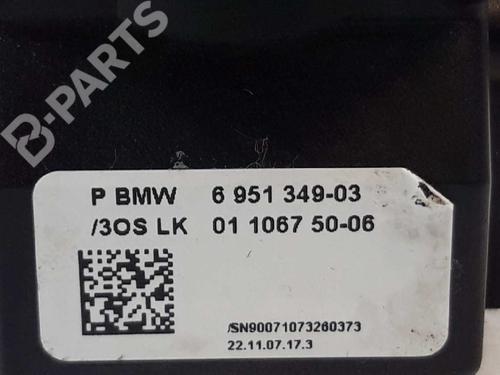 B-PARTS
P BMW 6 951 349-03
/3OS LK 01 1067 50-06
/SN90071073260373
22.11.07.17.3